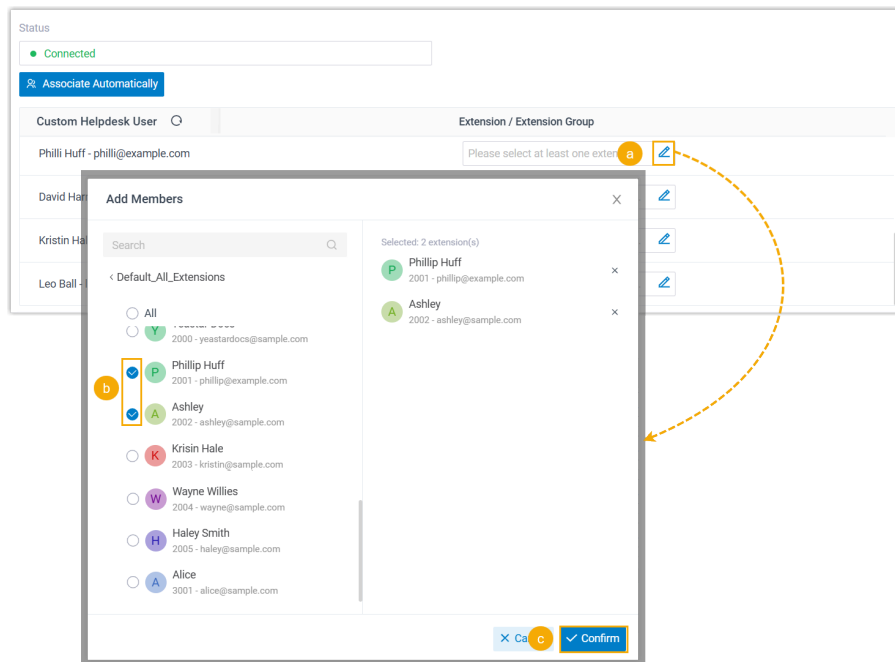 Status
Connected
Associate Automatically
Custom Helpdesk User Extension / Extension Group
Philli Huff - philli@example.com Please select at least one exten a
David Har
Kristin Ha
Leo Ball -
Add Members
Search
Default_All_Extensions
All
Y
2000 - yeastardocs@sample.com
P Phillip Huff
2001 - phillip@example.com
b
A Ashley
2002 - ashley@sample.com
K Krisin Hale
2003 - kristin@sample.com
W Wayne Willies
2004 - wayne@sample.com
H Haley Smith
2005 - haley@sample.com
A Alice
3001 - alice@sample.com
Selected: 2 extension(s)
P Phillip Huff
2001 - phillip@example.com
A Ashley
2002 - ashley@sample.com
Ca c Confirm